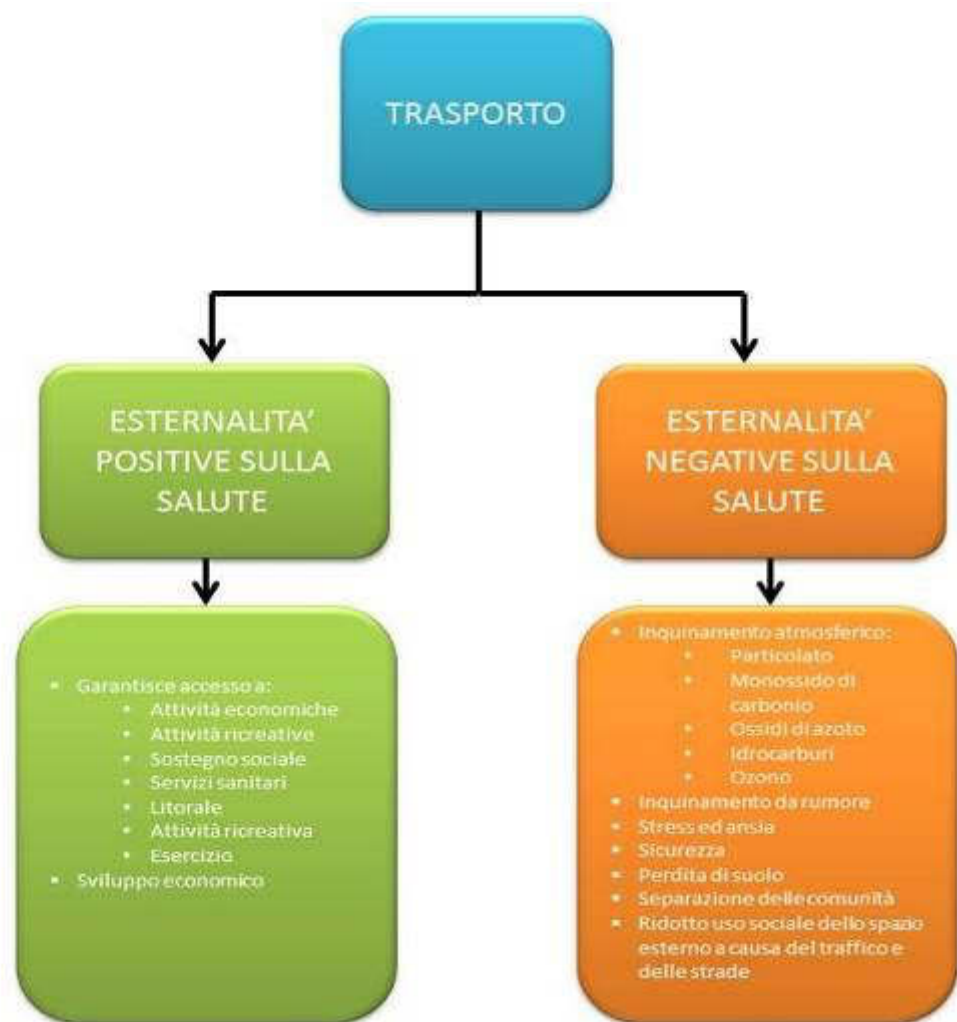 TRASPORTO
ESTERNALITA’
POSITIVE SULLA
SALUTE
ESTERNALITA’
NEGATIVE SULLA
SALUTE
• Garantisce accesso a:
• Attività economiche
• Attività ricreative
• Sostegno sociale
• Servizi sanitari
• Litorale
• Attività ricreativa
• Esercizio
• Sviluppo economico
• Inquinamento atmosferico:
• Particolato
• Monossido di
carbonio
• Ossidi di azoto
• Idrocarburi
• Ozono
• Inquinamento da rumore
• Stress ed ansia
• Sicurezza
• Perdita di suolo
• Separazione delle comunità
• Ridotto uso sociale dello spazio
esterno a causa del traffico e
delle strade